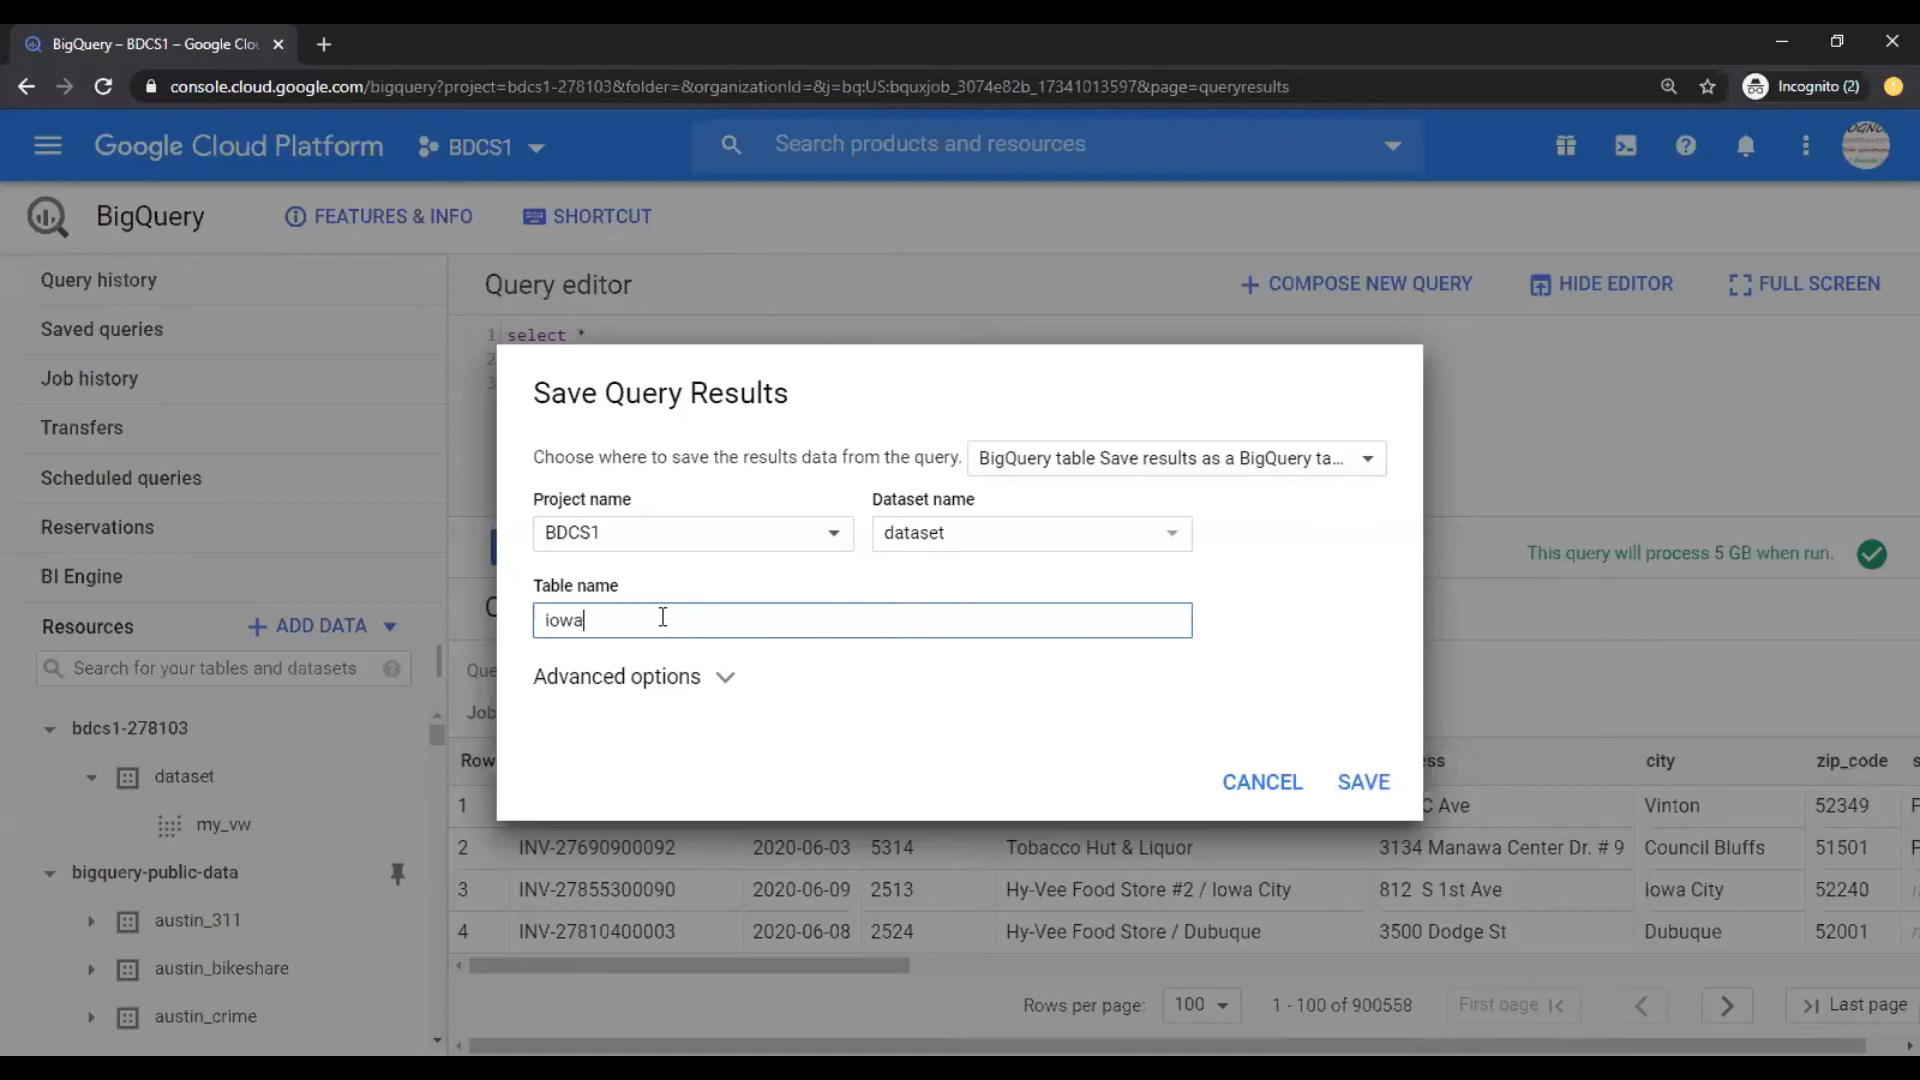 BigQuery – BDCS1 – Google Clo
console.cloud.google.com/bigquery?project=bdcs1-278103&folder=&organizationId=&j=bq:US:bquxjob_3074e82b_17341013597&page=queryresults
Incognito (2)
Google Cloud Platform
BDCS1
Search products and resources
BigQuery
FEATURES & INFO
SHORTCUT
Query history
Saved queries
Job history
Transfers
Scheduled queries
Reservations
BI Engine
Resources
ADD DATA
Search for your tables and datasets
bdcs1-278103
dataset
my_vw
bigquery-public-data
austin_311
austin_bikeshare
austin_crime
Query editor
COMPOSE NEW QUERY
HIDE EDITOR
FULL SCREEN
1 select *
2
3
This query will process 5 GB when run.
Save Query Results
Choose where to save the results data from the query.
BigQuery table Save results as a BigQuery ta...
Project name
Dataset name
BDCS1
dataset
Table name
iowa
Advanced options
CANCEL
SAVE
Que
Job
Row
ss
city
zip_code
1
C Ave
Vinton
52349
2 INV-27690900092 2020-06-03 5314 Tobacco Hut & Liquor 3134 Manawa Center Dr. # 9 Council Bluffs 51501
3 INV-27855300090 2020-06-09 2513 Hy-Vee Food Store #2 / Iowa City 812 S 1st Ave Iowa City 52240
4 INV-27810400003 2020-06-08 2524 Hy-Vee Food Store / Dubuque 3500 Dodge St Dubuque 52001
Rows per page: 100 1 - 100 of 900558 First page Last page